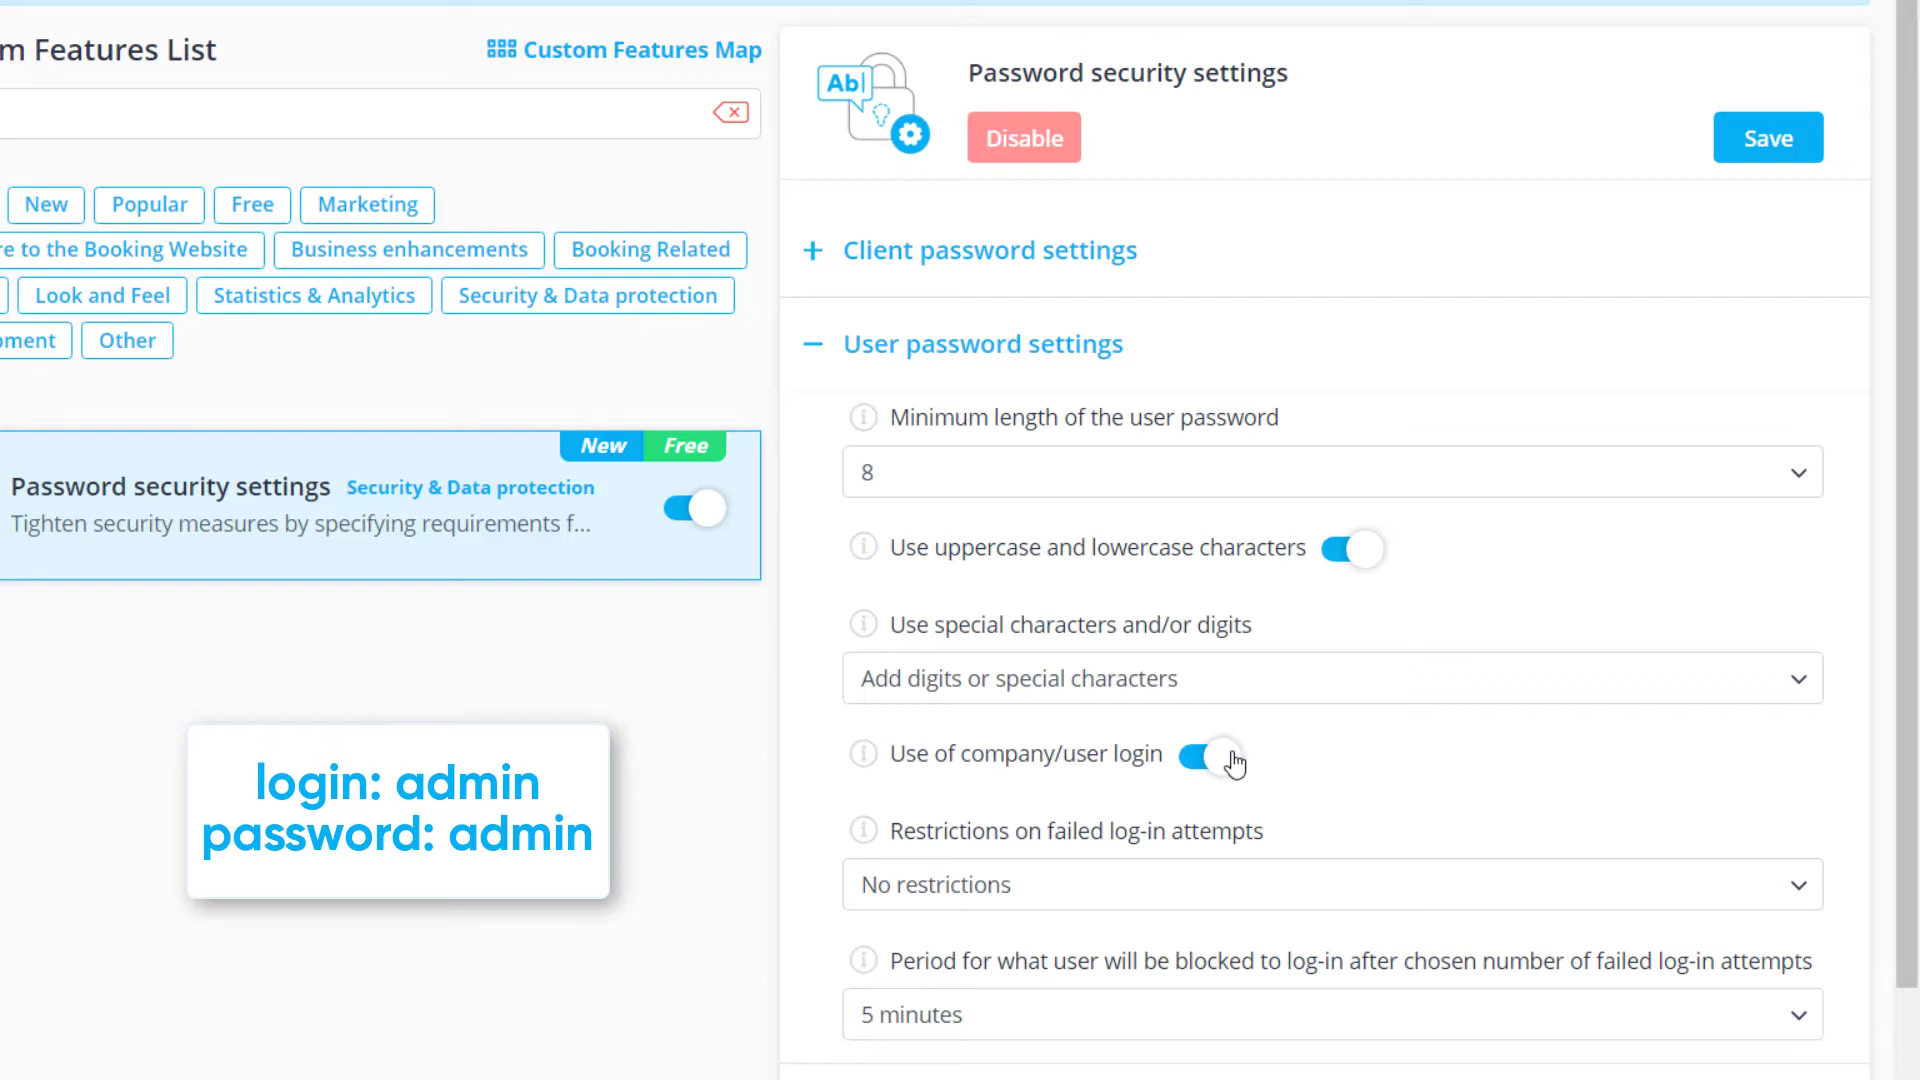 m Features List
Custom Features Map
New
Popular
Free
Marketing
re to the Booking Website
Business enhancements
Booking Related
Look and Feel
Statistics & Analytics
Security & Data protection
pment
Other
New
Free
Password security settings
Security & Data protection
Tighten security measures by specifying requirements f...
login: admin
password: admin
Ab
Password security settings
Disable
Save
+ Client password settings
− User password settings
Minimum length of the user password
8
Use uppercase and lowercase characters
Use special characters and/or digits
Add digits or special characters
Use of company/user login
Restrictions on failed log-in attempts
No restrictions
Period for what user will be blocked to log-in after chosen number of failed log-in attempts
5 minutes